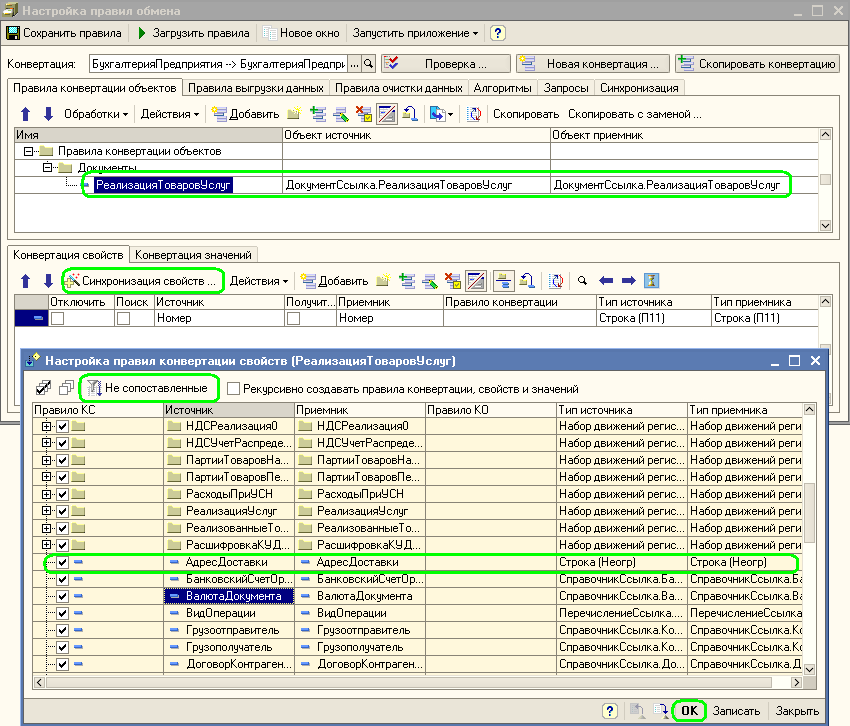 Настройка правил обмена
Сохранить правила Загрузить правила Новое окно Запустить приложение ?
Конвертация: БухгалтерияПредприятия --> БухгалтерияПредпри ... Проверка ... Новая конвертация ... Скопировать конвертацию
Правила конвертации объектов Правила выгрузки данных Правила очистки данных Алгоритмы Запросы Синхронизация
Обработки Действия Добавить Скопировать Скопировать с заменой ...
Имя Объект источник Объект приемник
Правила конвертации объектов
Документы
РеализацияТоваровУслуг ДокументСсылка.РеализацияТоваровУслуг ДокументСсылка.РеализацияТоваровУслуг
Конвертация свойств Конвертация значений
Синхронизация свойств ... Действия Добавить
Отключить Поиск Источник Получит... Приемник Правило конвертации Тип источника Тип приемника
Номер Номер Строка (П11) Строка (П11)
Настройка правил конвертации свойств (РеализацияТоваровУслуг)
Не сопоставленные Рекурсивно создавать правила конвертации, свойств и значений
Правило КС Источник Приемник Правило КО Тип источника Тип приемника
НДСРеализация0 НДСРеализация0 Набор движений регис... Набор движений реги
НДСУчетРаспреде... НДСУчетРаспреде... Набор движений регис... Набор движений реги
ПартииТоваровНа... ПартииТоваровНа... Набор движений регис... Набор движений реги
ПартииТоваровПе... ПартииТоваровПе... Набор движений регис... Набор движений реги
РасходыПриУСН РасходыПриУСН Набор движений регис... Набор движений реги
РеализацияУслуг РеализацияУслуг Набор движений регис... Набор движений реги
РеализованныеТо... РеализованныеТо... Набор движений регис... Набор движений реги
РасшифровкаКУД... РасшифровкаКУД... Набор движений регис... Набор движений реги
АдресДоставки АдресДоставки Строка (Неогр) Строка (Неогр)
БанковскийСчетОр... БанковскийСчетОр... СправочникСсылка.Ба... СправочникСсылка.Ба
ВалютаДокумента ВалютаДокумента СправочникСсылка.Ва... СправочникСсылка.Ва
ВидОперации ВидОперации ПеречислениеСсылка.... ПеречислениеСсылка
Грузоотправитель Грузоотправитель СправочникСсылка.Ко... СправочникСсылка.Ко
Грузополучатель Грузополучатель СправочникСсылка.Ко... СправочникСсылка.Ко
ДоговорКонтраген... ДоговорКонтраген... СправочникСсылка.До... СправочникСсылка.Д
? OK Записать Закрыть